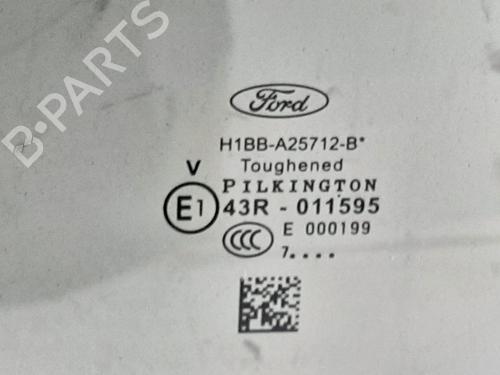 B-PARTS
Ford
H1BB-A25712-B*
V Toughened
PILKINGTON
E1 43R - 011595
CCC E 000199
7....